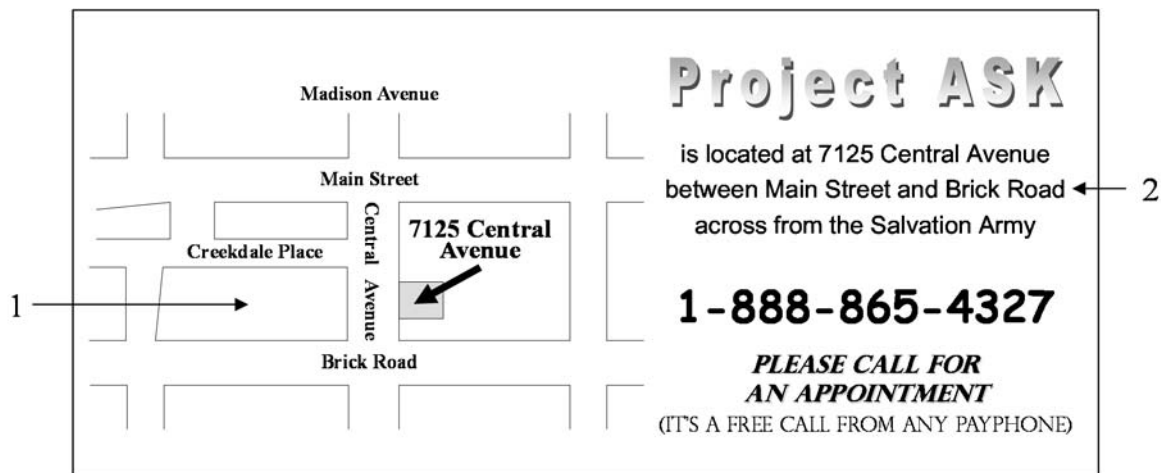 Madison Avenue
Main Street
Central Avenue
7125 Central
Avenue
Creekdale Place
1
Brick Road
Project ASK
is located at 7125 Central Avenue
between Main Street and Brick Road
2
across from the Salvation Army
1-888-865-4327
PLEASE CALL FOR
AN APPOINTMENT
(IT'S A FREE CALL FROM ANY PAYPHONE)